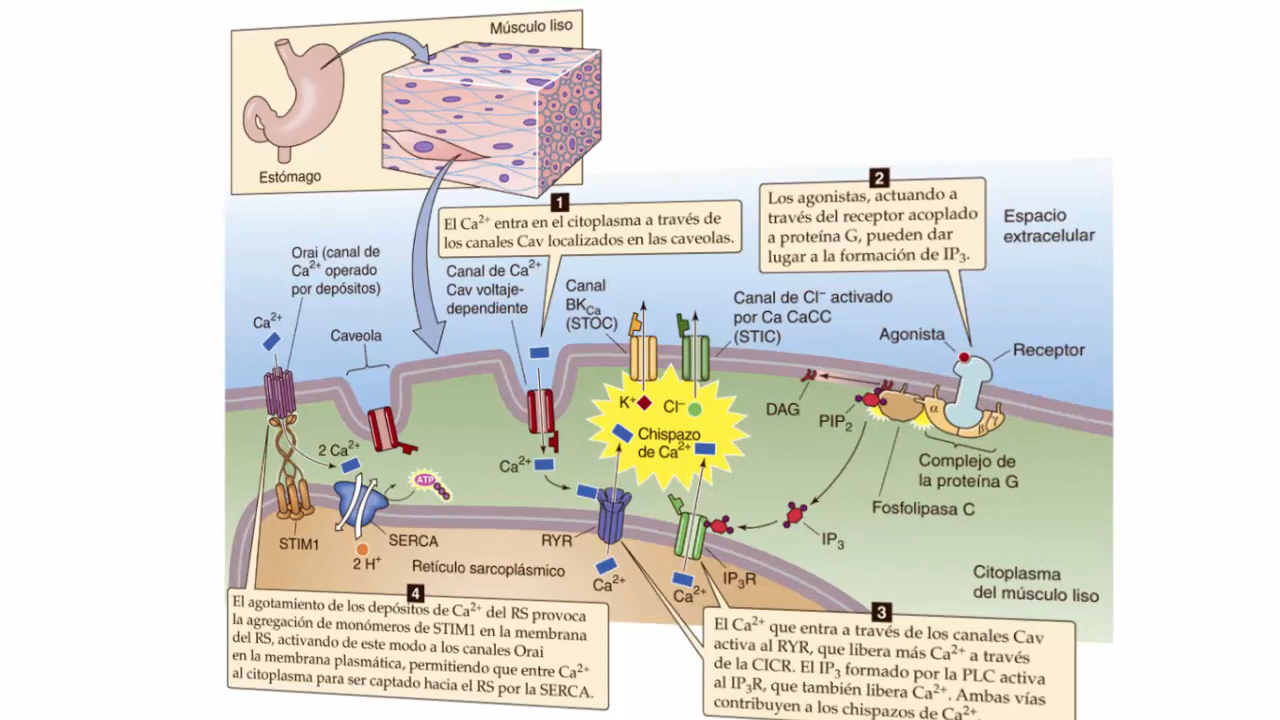 Músculo liso
Estómago
1
El Ca²⁺ entra en el citoplasma a través de
los canales Cav localizados en las caveolas.
2
Los agonistas, actuando a
través del receptor acoplado
a proteína G, pueden dar
lugar a la formación de IP₃.
Espacio
extracelular
Orai (canal de
Ca²⁺ operado
por depósitos)
Ca²⁺
Caveola
Canal de Ca²⁺
Cav voltaje-
dependiente
Canal
BK_Ca
(STOC)
Canal de Cl⁻ activado
por Ca CaCC
(STIC)
Agonista
Receptor
DAG
PIP₂
α
β
γ
K⁺
Cl⁻
Chispazo
de Ca²⁺
2 Ca²⁺
Ca²⁺
ATP
Complejo de
la proteína G
Fosfolipasa C
STIM1
SERCA
2 H⁺
Retículo sarcoplásmico
RYR
Ca²⁺
IP₃R
Ca²⁺
IP₃
Citoplasma
del músculo liso
4
El agotamiento de los depósitos de Ca²⁺ del RS provoca
la agregación de monómeros de STIM1 en la membrana
del RS, activando de este modo a los canales Orai
en la membrana plasmática, permitiendo que entre Ca²⁺
al citoplasma para ser captado hacia el RS por la SERCA.
3
El Ca²⁺ que entra a través de los canales Cav
activa al RYR, que libera más Ca²⁺ a través
de la CICR. El IP₃ formado por la PLC activa
al IP₃R, que también libera Ca²⁺. Ambas vías
contribuyen a los chispazos de Ca²⁺.